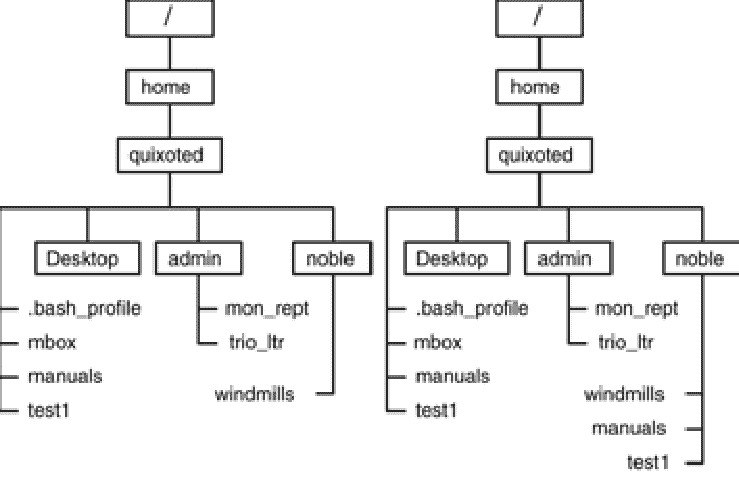 /
home
quixoted
Desktop
admin
noble
.bash_profile
mbox
manuals
test1
mon_rept
trio_ltr
windmills
/
home
quixoted
Desktop
admin
noble
.bash_profile
mbox
manuals
test1
mon_rept
trio_ltr
windmills
manuals
test1